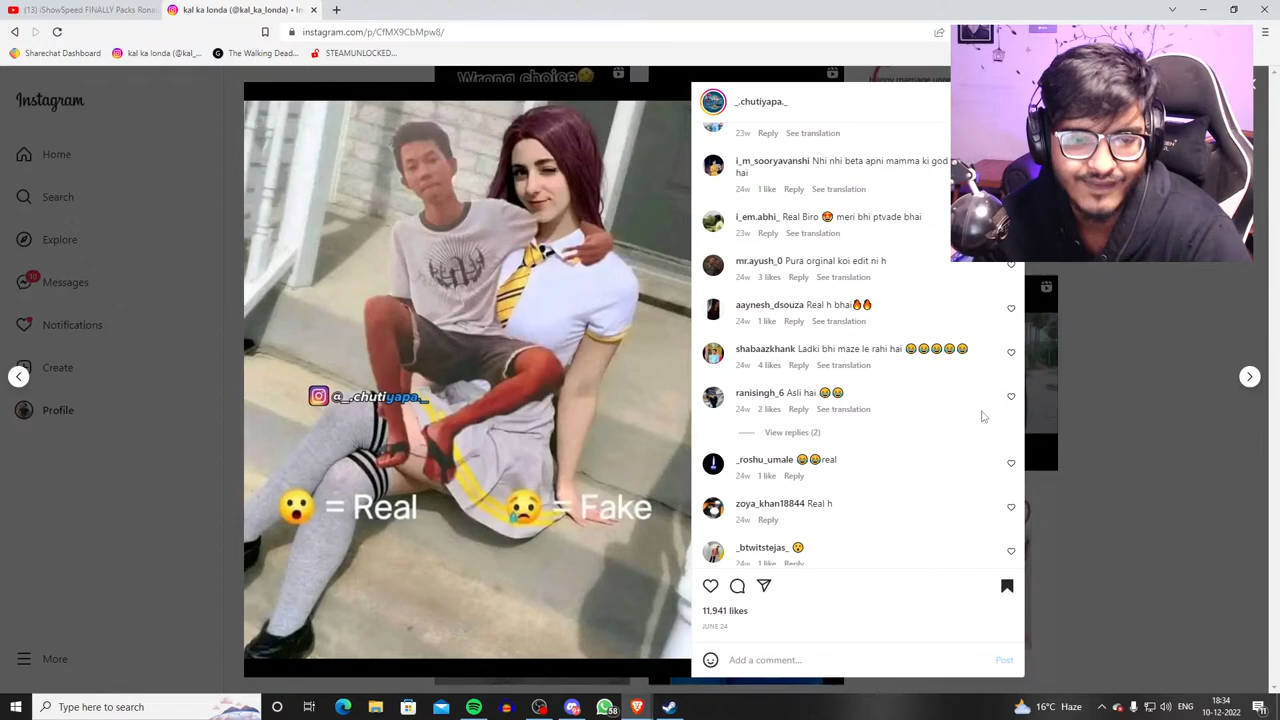 (13) iShowSpeed FINALLY GOES
kal ka londa (@kal_ka_londa) • In
instagram.com/p/CfMX9CbMpw8/
Sharechat Dashboard
kal ka londa (@kal_
The Walking Dead
STEAMUNLOCKED...
Wrong choice
Instagram
Home
Search
Explore
10
Messages
Notifications
Profile
More
@_.chutiyapa._
= Real
= Fake
_.chutiyapa._
23w Reply See translation
i_m_sooryavanshi Nhi nhi beta apni mamma ki god
hai
24w 1 like Reply See translation
i_em.abhi_ Real Biro 😍 meri bhi ptvade bhai
23w Reply See translation
mr.ayush_0 Pura orginal koi edit ni h
24w 3 likes Reply See translation
aaynesh_dsouza Real h bhai🔥🔥
24w 1 like Reply See translation
shabaazkhank Ladki bhi maze le rahi hai 😂😂😂😂😂
24w 4 likes Reply See translation
ranisingh_6 Asli hai 😂😂
24w 2 likes Reply See translation
View replies (2)
_roshu_umale 😂😂real
24w 1 like Reply
zoya_khan18844 Real h
24w Reply
_btwitstejas_ 😮
24w 1 like Reply
11,941 likes
JUNE 24
Add a comment...
Post
Type here to search
58
16°C Haze
ENG
18:34
10-12-2022